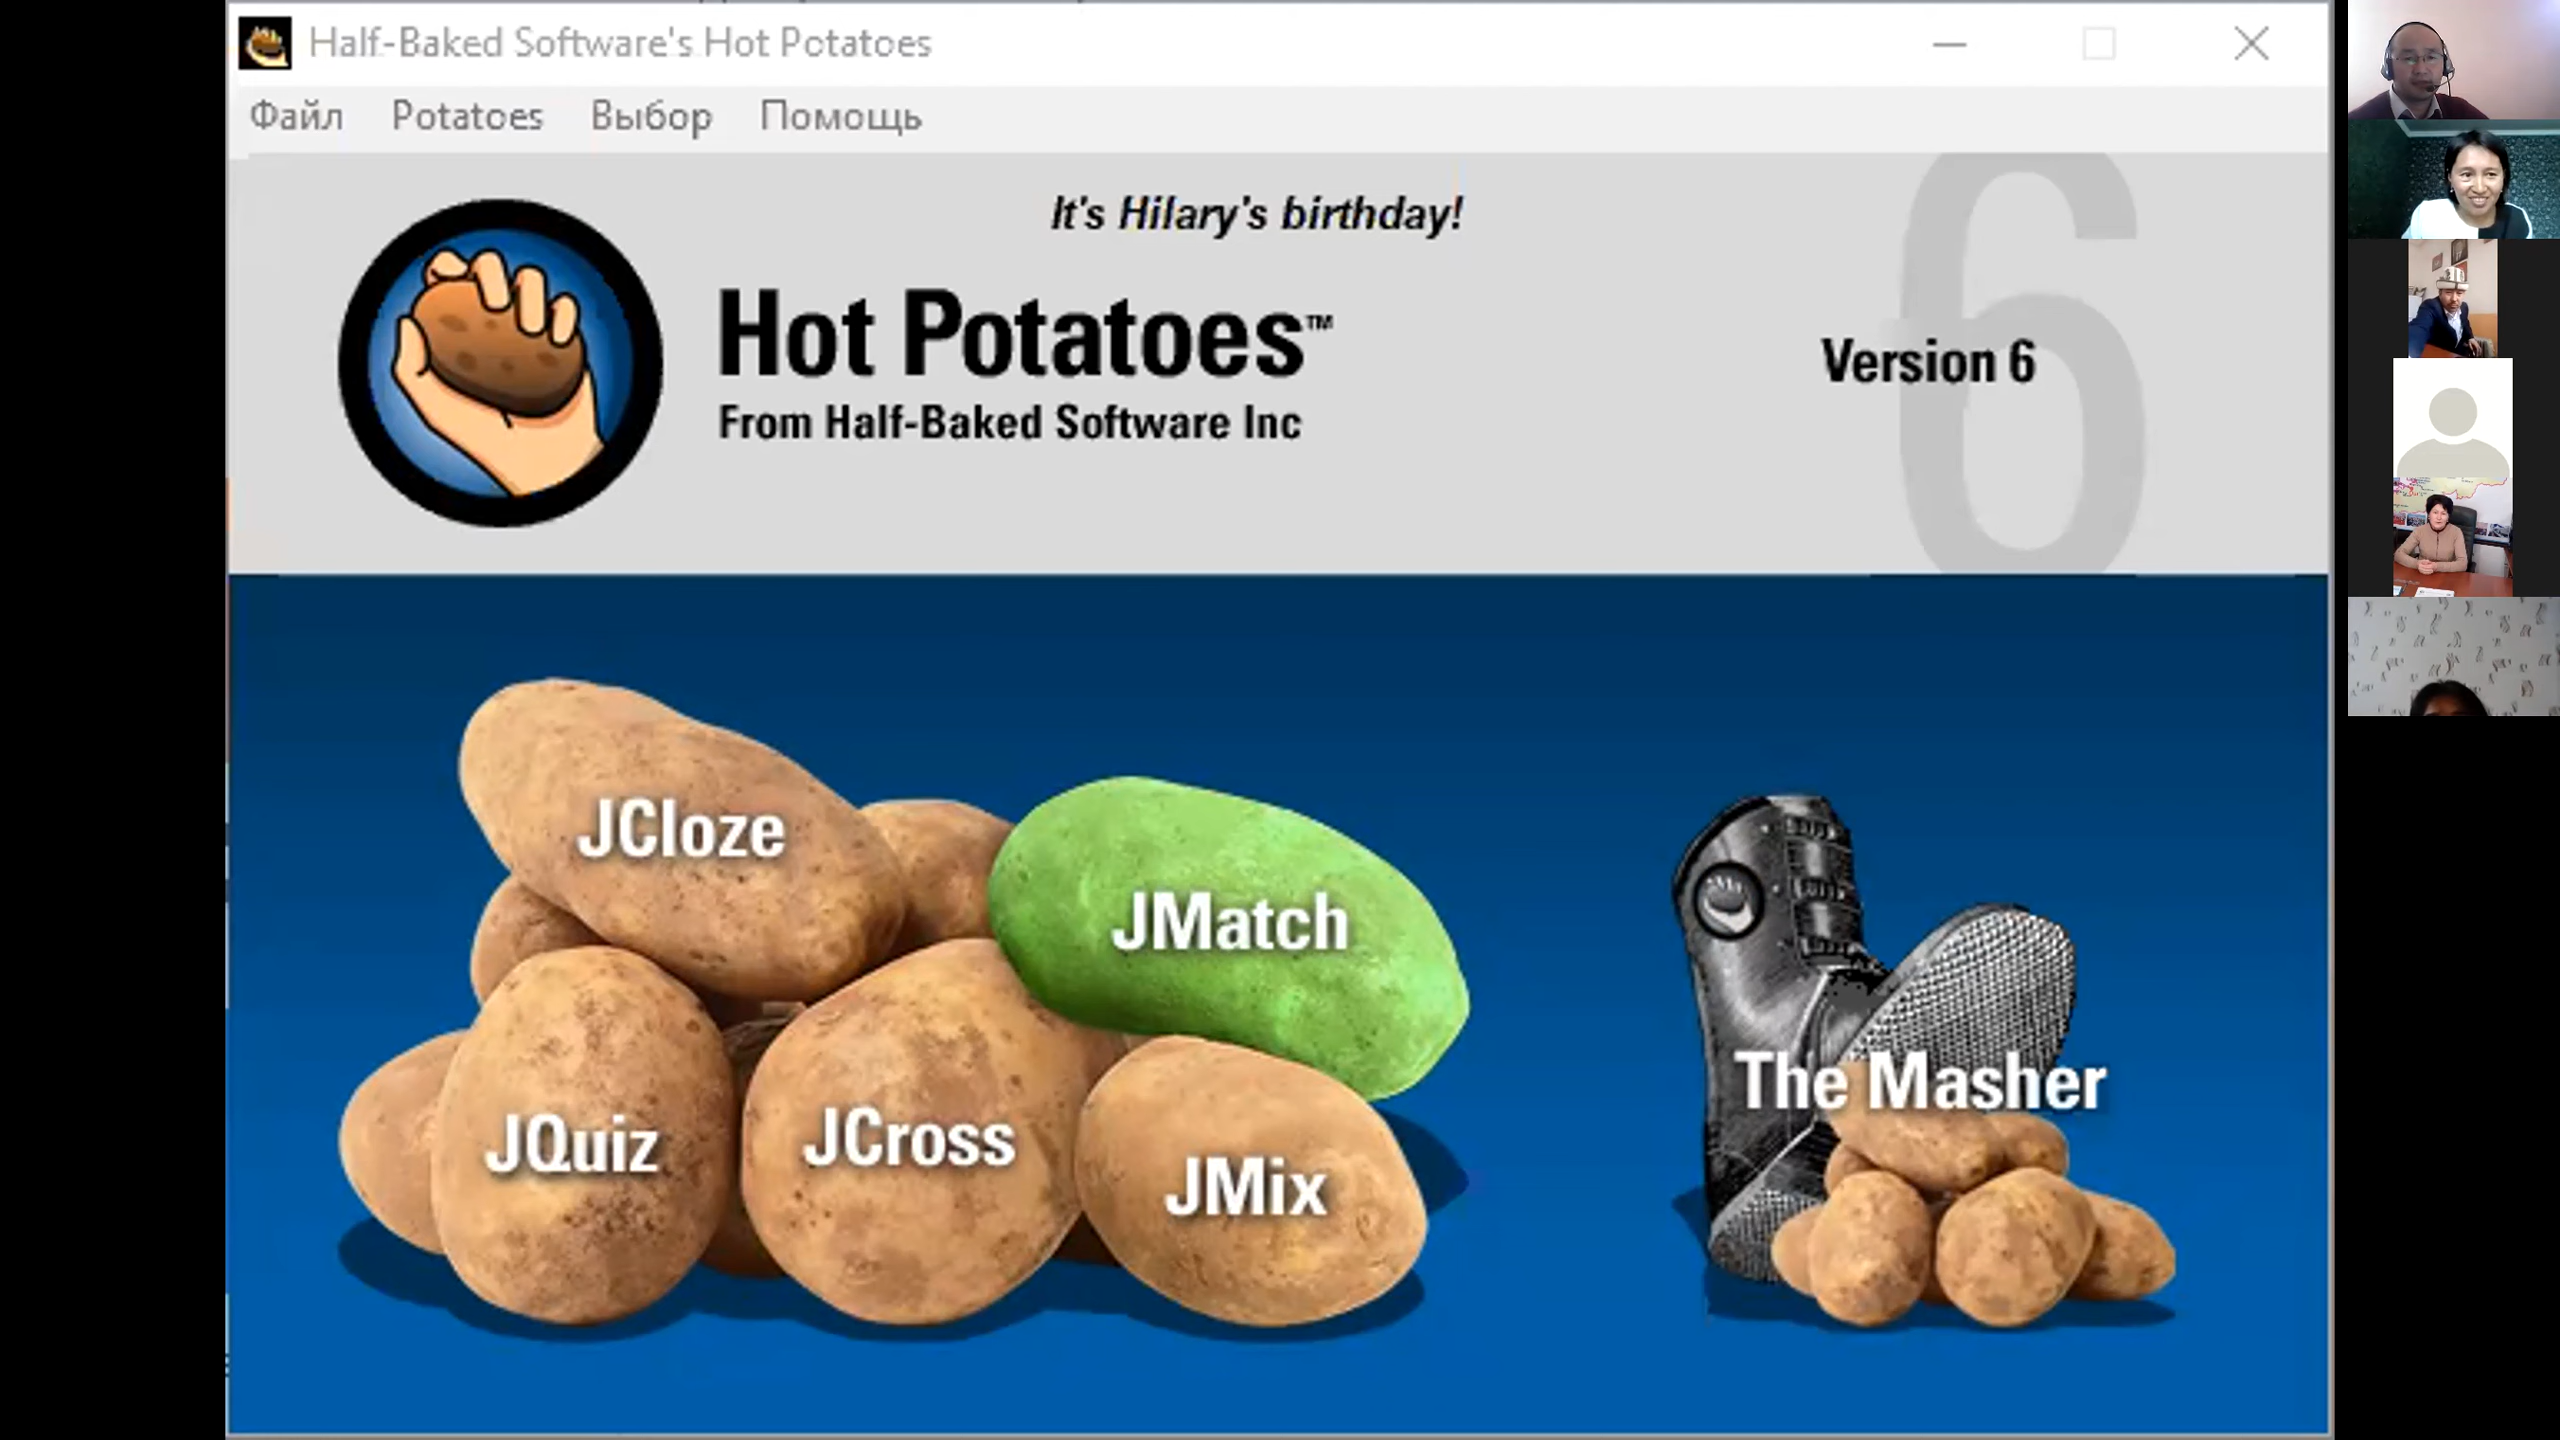 Half-Baked Software's Hot Potatoes
Файл Potatoes Выбор Помощь
It's Hilary's birthday!
6
Hot Potatoes™
Version 6
From Half-Baked Software Inc
JCloze
JMatch
The Masher
JQuiz
JCross
JMix